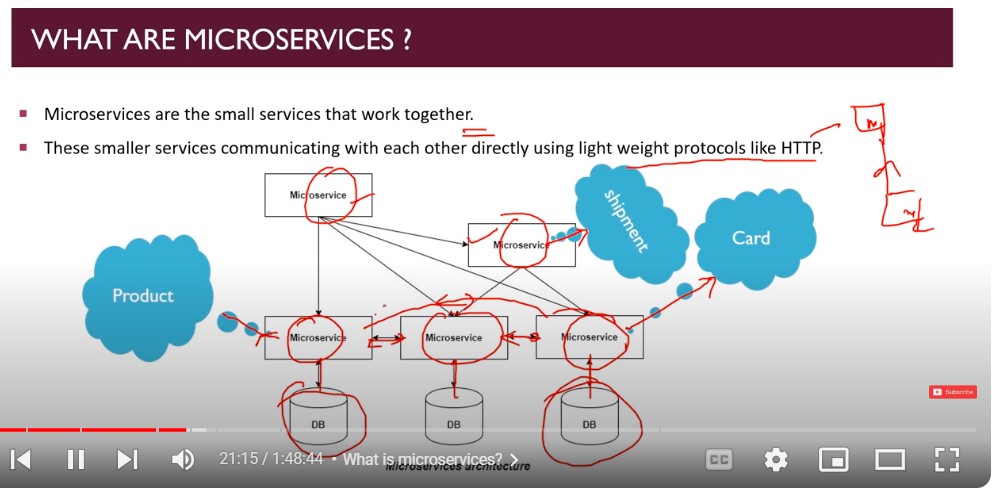 WHAT ARE MICROSERVICES ?
Microservices are the small services that work together.
These smaller services communicating with each other directly using light weight protocols like HTTP.
Microservice
shipment
Microservice
Card
Product
Microservice
Microservice
Microservice
DB
DB
DB
Subscribe
21:15 / 1:48:44 • What is microservices?
CC
Microservices architecture